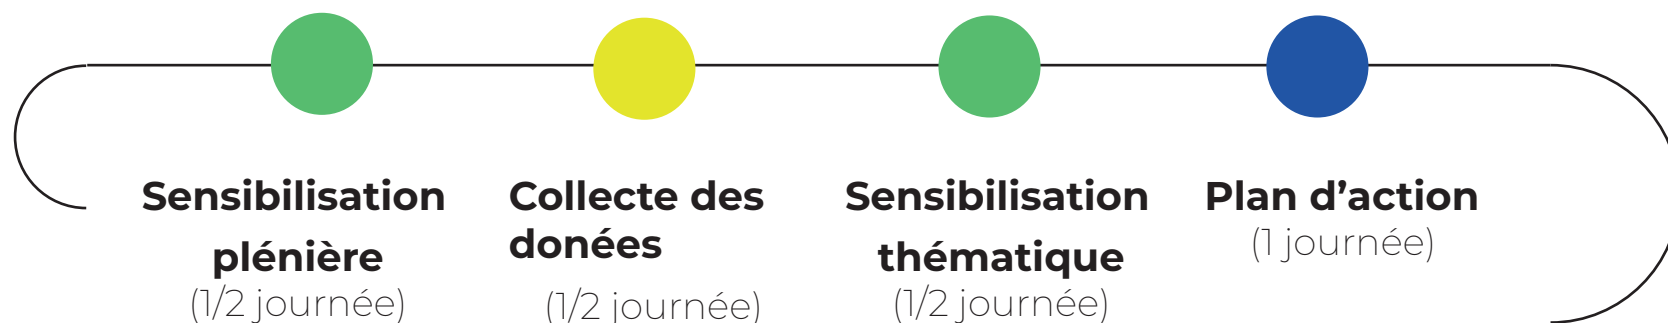 Sensibilisation
plénière
(1/2 journée)
Collecte des
donées
(1/2 journée)
Sensibilisation
thématique
(1/2 journée)
Plan d’action
(1 journée)